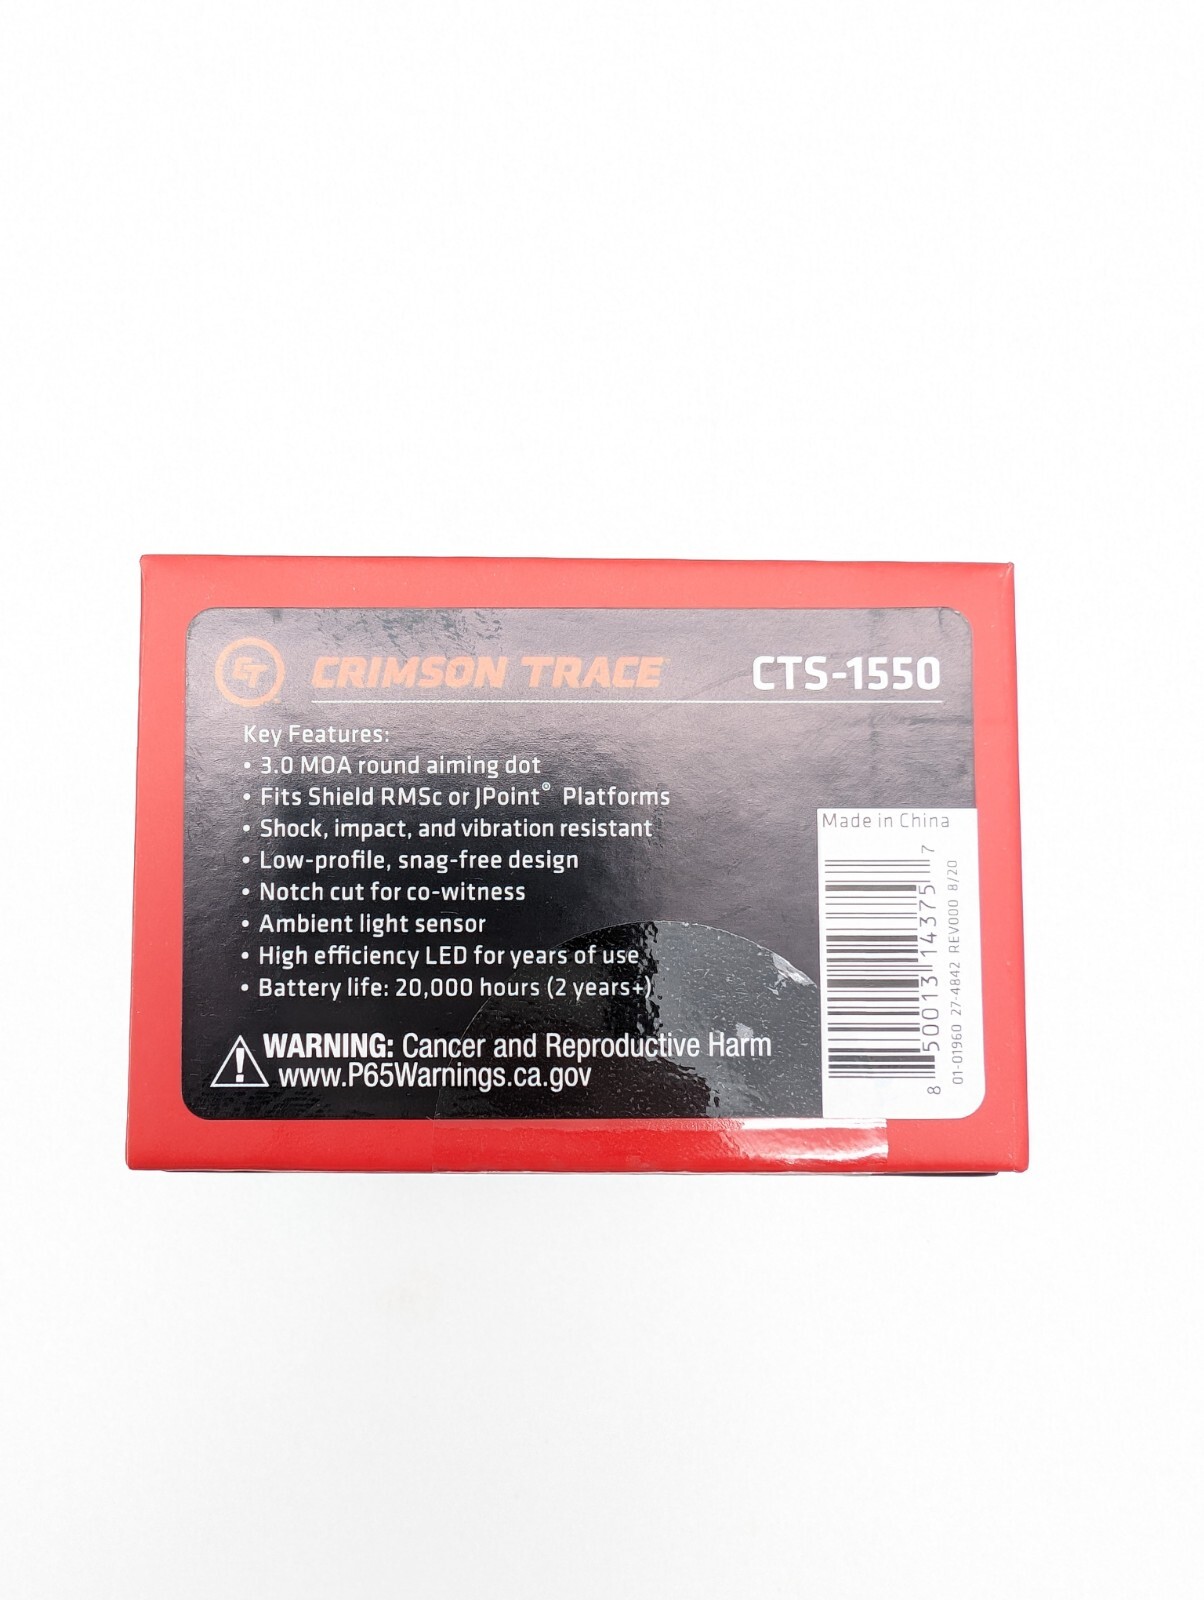 CT CRIMSON TRACE™ CTS-1550
Key Features:
• 3.0 MOA round aiming dot
• Fits Shield RMSc or JPoint® Platforms
• Shock, impact, and vibration resistant
• Low-profile, snag-free design
• Notch cut for co-witness
• Ambient light sensor
• High efficiency LED for years of use
• Battery life: 20,000 hours (2 years+)
WARNING: Cancer and Reproductive Harm
www.P65Warnings.ca.gov
Made in China
8 50013 14375 7
01-01960 27-4842 REV000 8/20